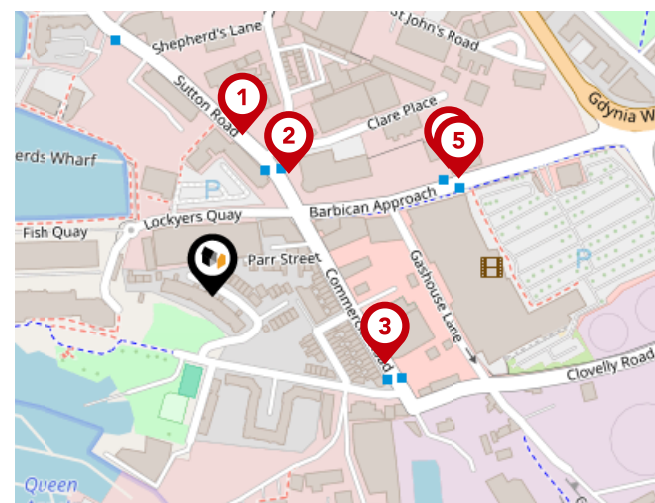 St John's Road
Shepherd's Lane
Sutton Road
1
Clare Place
Gdynia W
2
5
erds Wharf
P
Barbican Approach
Lockyers Quay
Fish Quay
Parr Street
Gashouse Lane
P
Commercial Road
3
Clovelly Road
Queen